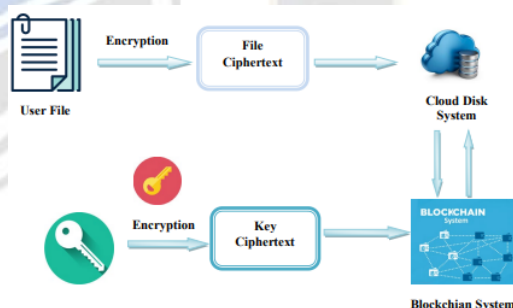 Encryption
File
Ciphertext
User File
Cloud Disk
System
Encryption
Key
Ciphertext
BLOCKCHAIN
System
Blockchian System